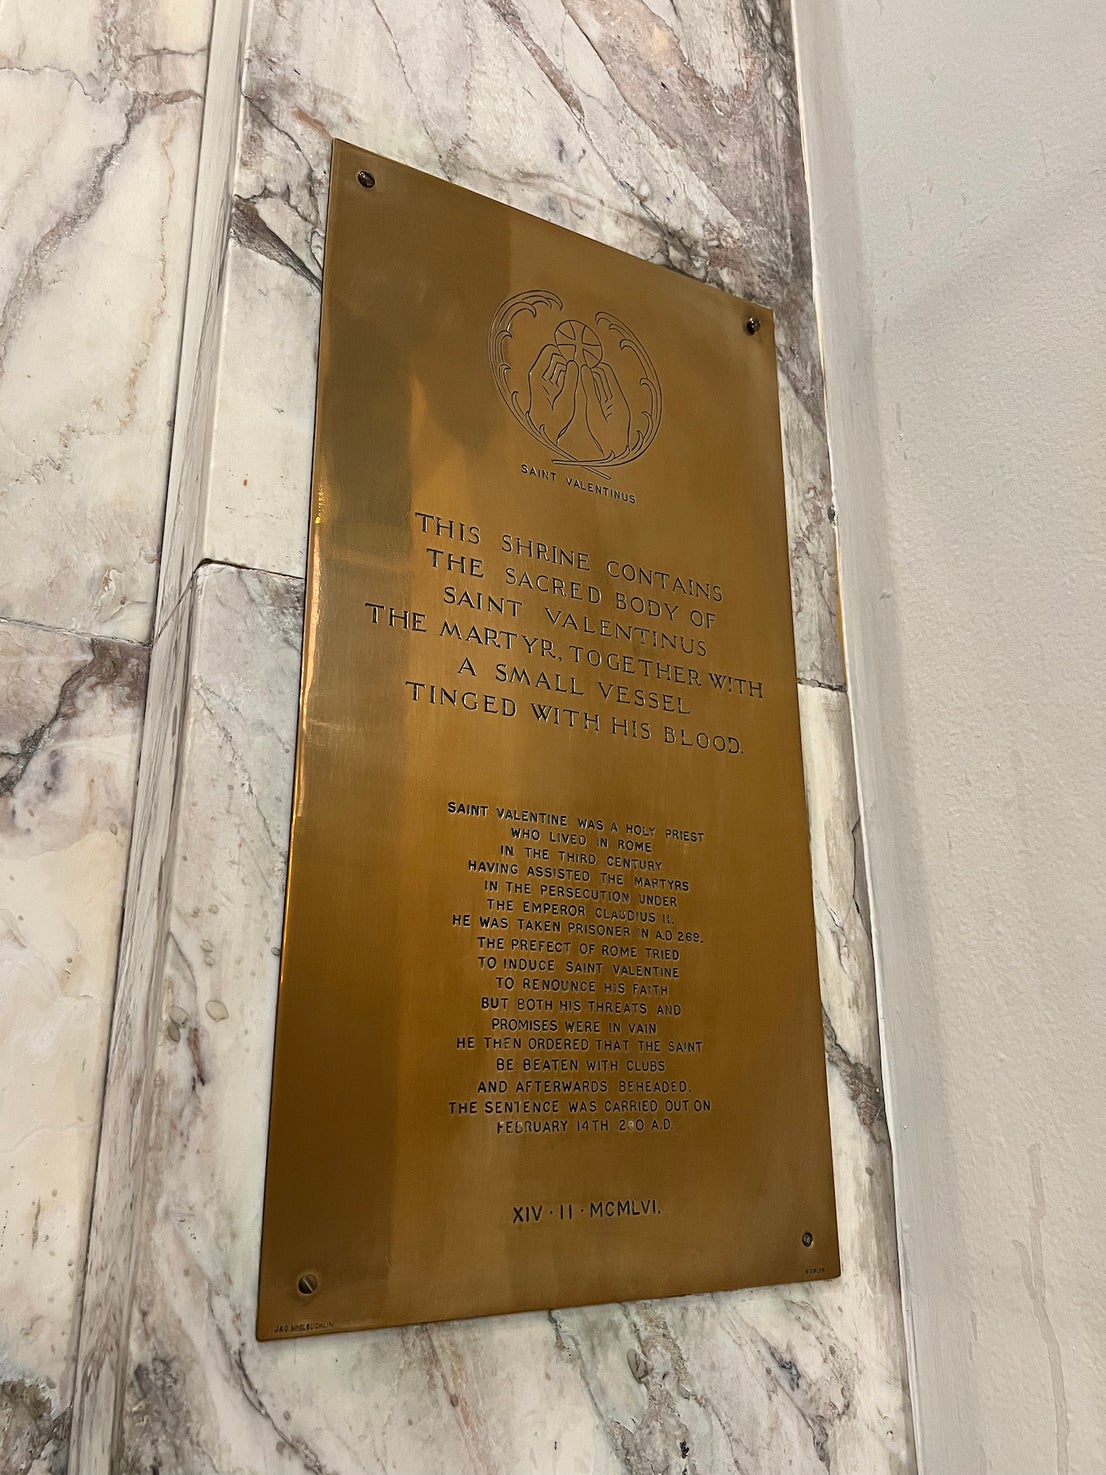 SAINT VALENTINUS
THIS SHRINE CONTAINS
THE SACRED BODY OF
SAINT VALENTINUS
THE MARTYR, TOGETHER WITH
A SMALL VESSEL
TINGED WITH HIS BLOOD.
SAINT VALENTINE WAS A HOLY PRIEST
WHO LIVED IN ROME
IN THE THIRD CENTURY
HAVING ASSISTED THE MARTYRS
IN THE PERSECUTION UNDER
THE EMPEROR CLAUDIUS II.
HE WAS TAKEN PRISONER IN A.D. 269.
THE PREFECT OF ROME TRIED
TO INDUCE SAINT VALENTINE
TO RENOUNCE HIS FAITH
BUT BOTH HIS THREATS AND
PROMISES WERE IN VAIN
HE THEN ORDERED THAT THE SAINT
BE BEATEN WITH CLUBS
AND AFTERWARDS BEHEADED.
THE SENTENCE WAS CARRIED OUT ON
FEBRUARY 14TH A.D.
XIV · II · MCMLVI.
J&C McGLOUGHLIN
DUBLIN